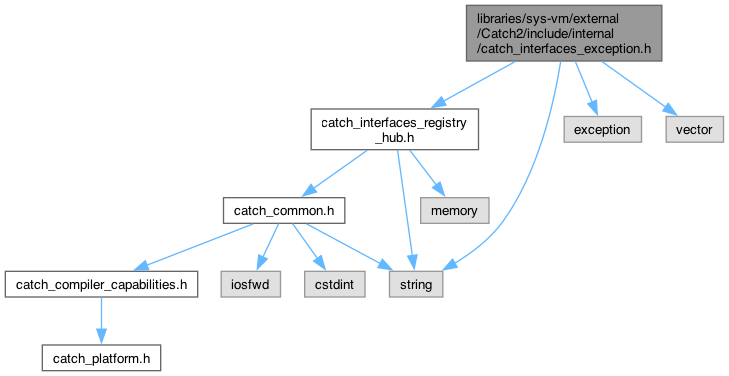 libraries/sys-vm/external
/Catch2/include/internal
/catch_interfaces_exception.h
catch_interfaces_registry
_hub.h
exception
vector
catch_common.h
memory
catch_compiler_capabilities.h
iosfwd
cstdint
string
catch_platform.h